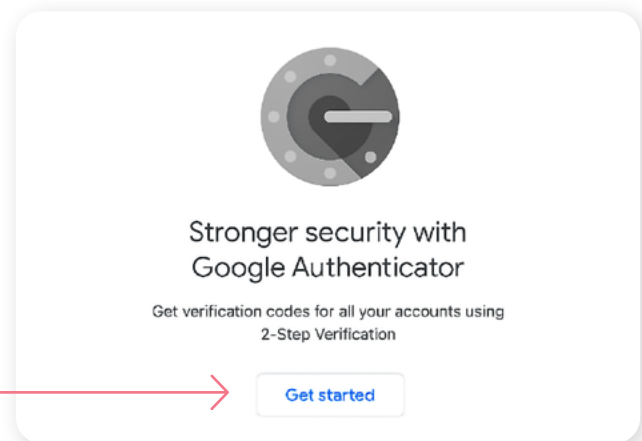 Stronger security with
Google Authenticator
Get verification codes for all your accounts using
2-Step Verification
Get started